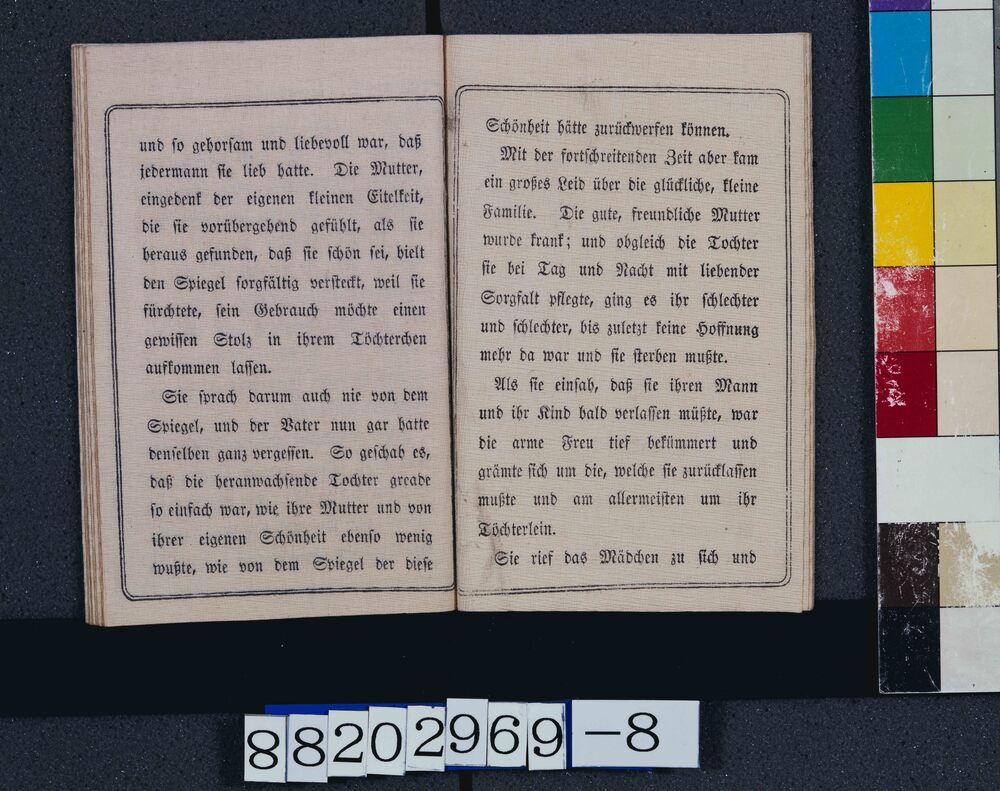 und so gehorsam und liebevoll war, daß
jedermann sie lieb hatte. Die Mutter,
eingedenk der eigenen kleinen Eitelkeit,
die sie vorübergehend gefühlt, als sie
heraus gefunden, daß sie schön sei, hielt
den Spiegel sorgfältig versteckt, weil sie
fürchtete, sein Gebrauch möchte einen
gewissen Stolz in ihrem Töchterchen
aufkommen lassen.
Sie sprach darum auch nie von dem
Spiegel, und der Vater nun gar hatte
denselben ganz vergessen. So geschah es,
daß die heranwachsende Tochter greade
so einfach war, wie ihre Mutter und von
ihrer eigenen Schönheit ebenso wenig
wußte, wie von dem Spiegel der diese
Schönheit hätte zurückwerfen können.
Mit der fortschreitenden Zeit aber kam
ein großes Leid über die glückliche, kleine
Familie. Die gute, freundliche Mutter
wurde krank; und obgleich die Tochter
sie bei Tag und Nacht mit liebender
Sorgfalt pflegte, ging es ihr schlechter
und schlechter, bis zuletzt keine Hoffnung
mehr da war und sie sterben mußte.
Als sie einsah, daß sie ihren Mann
und ihr Kind bald verlassen müßte, war
die arme Freu tief bekümmert und
grämte sich um die, welche sie zurücklassen
mußte und am allermeisten um ihr
Töchterlein.
Sie rief das Mädchen zu sich und
88202969-8